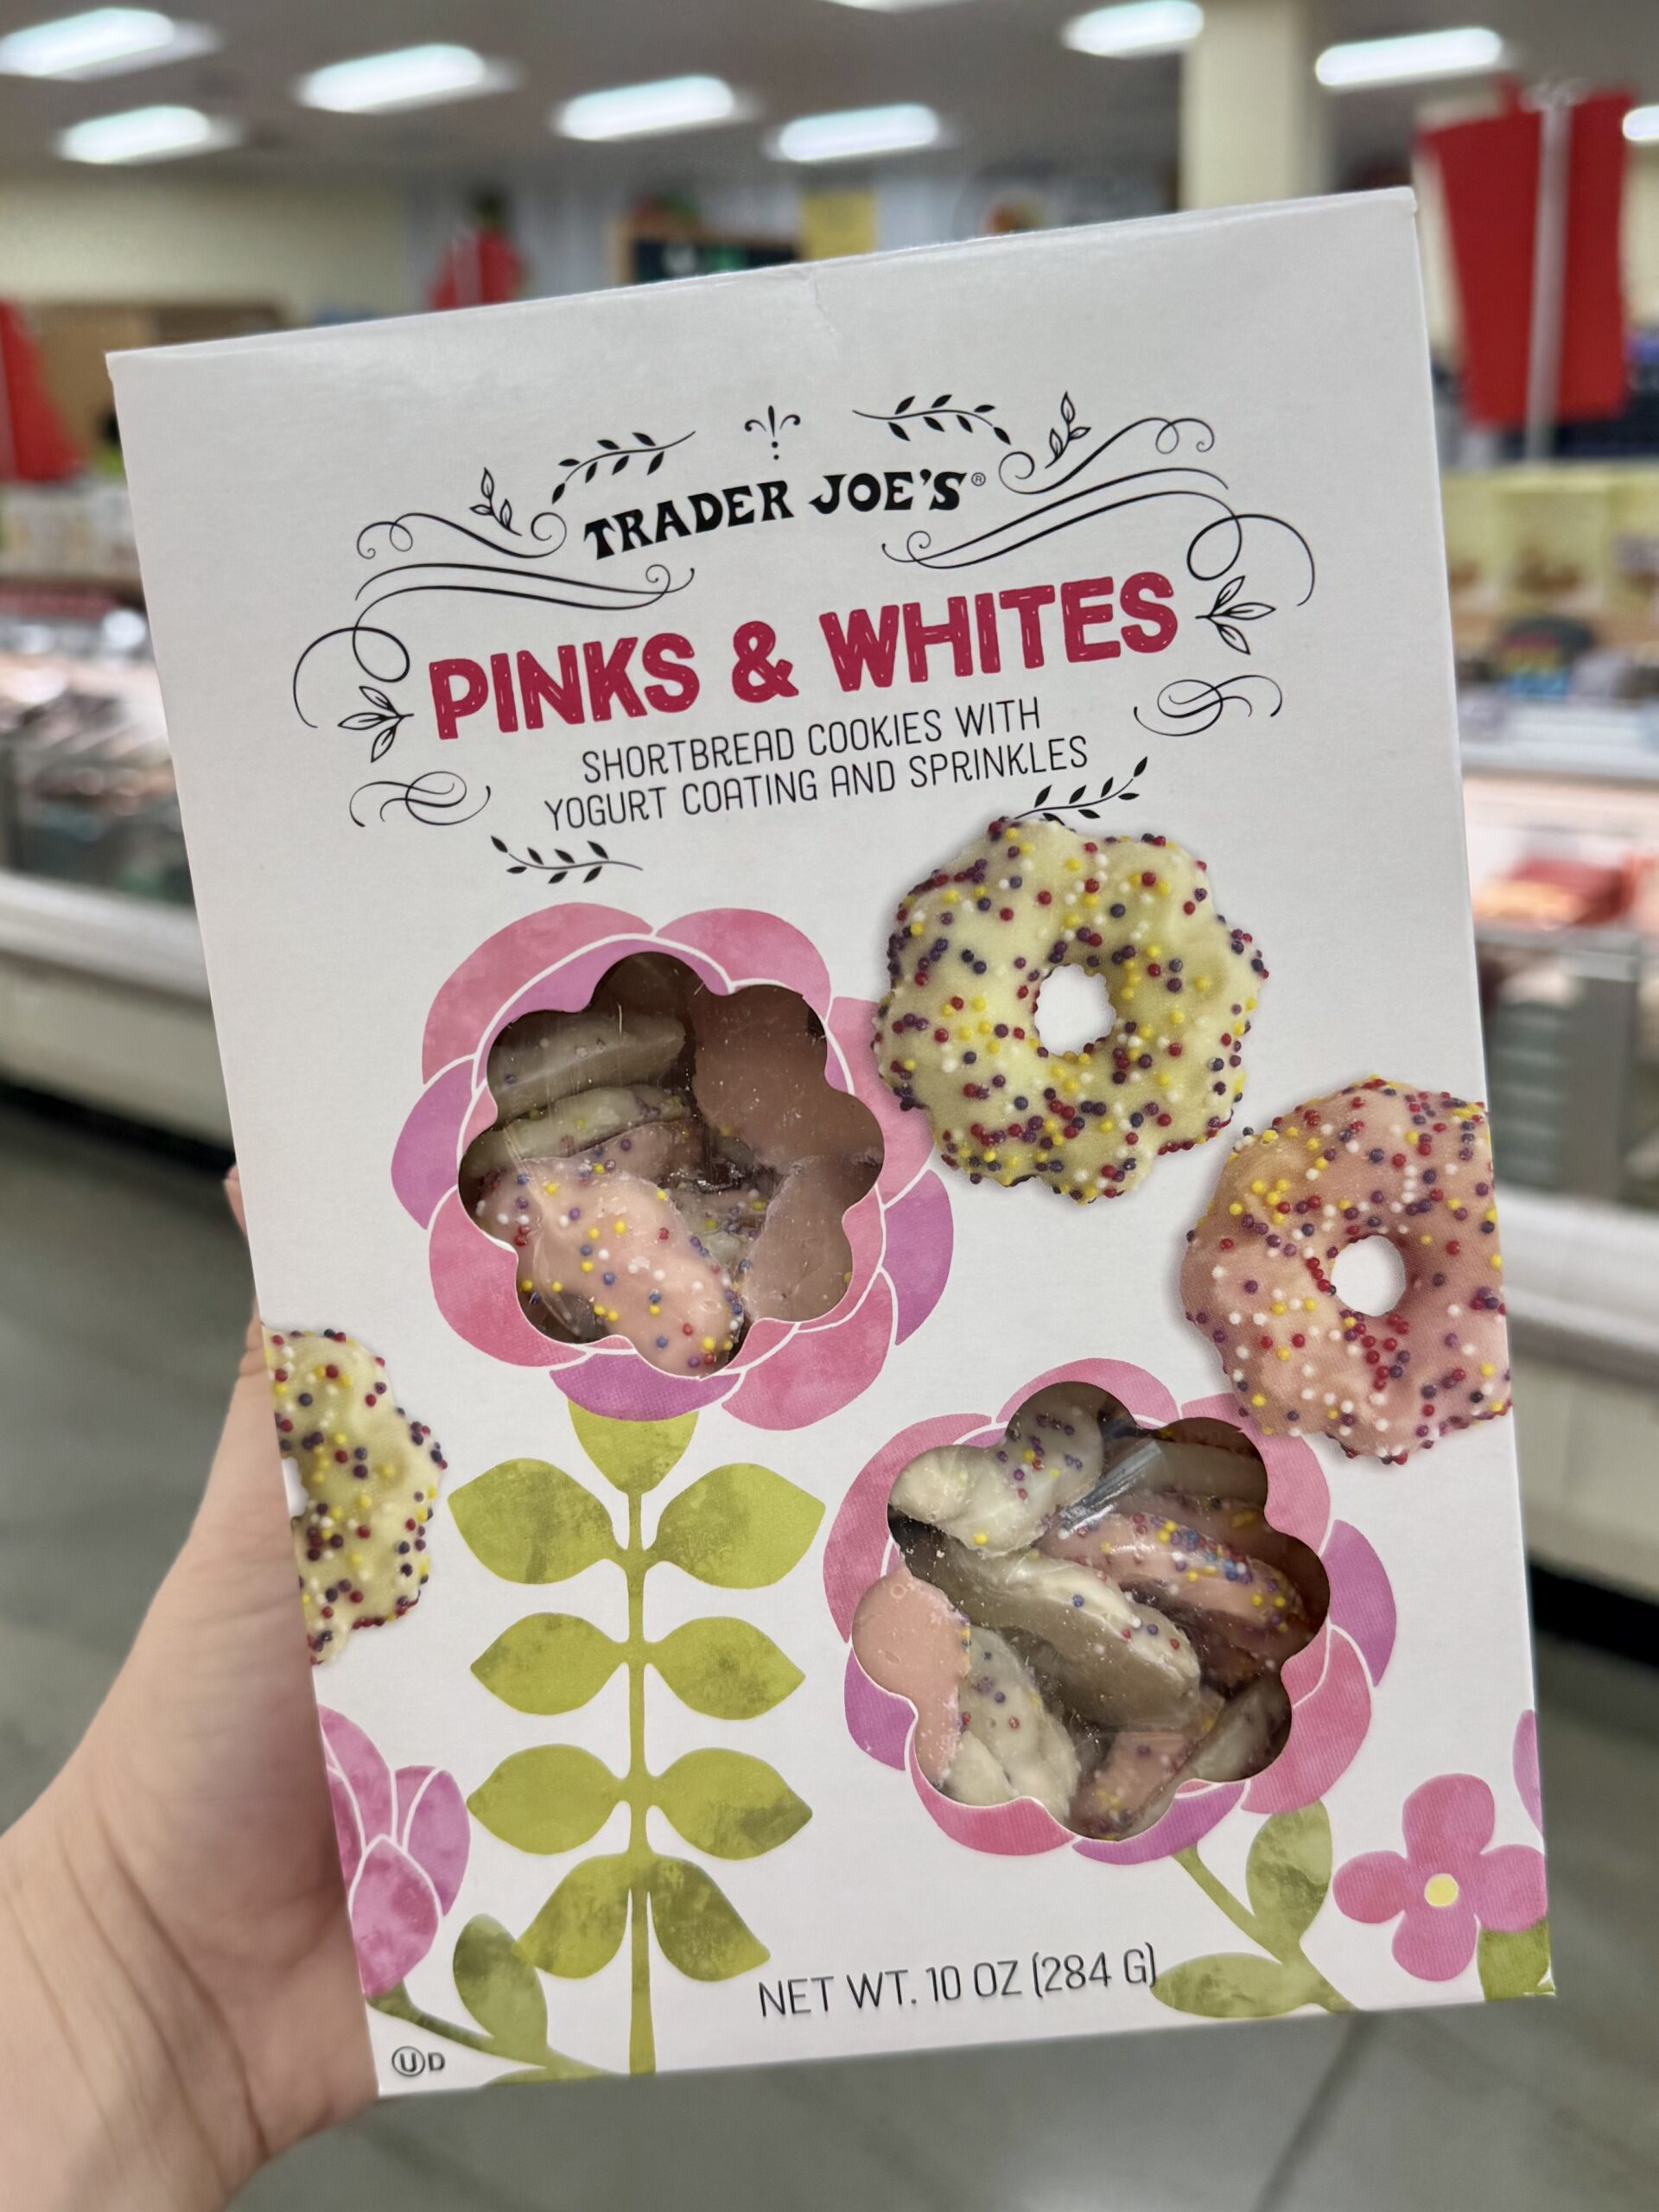 TRADER JOE'S®
PINKS & WHITES
SHORTBREAD COOKIES WITH
YOGURT COATING AND SPRINKLES
NET WT. 10 OZ (284 G)
Ⓤ D